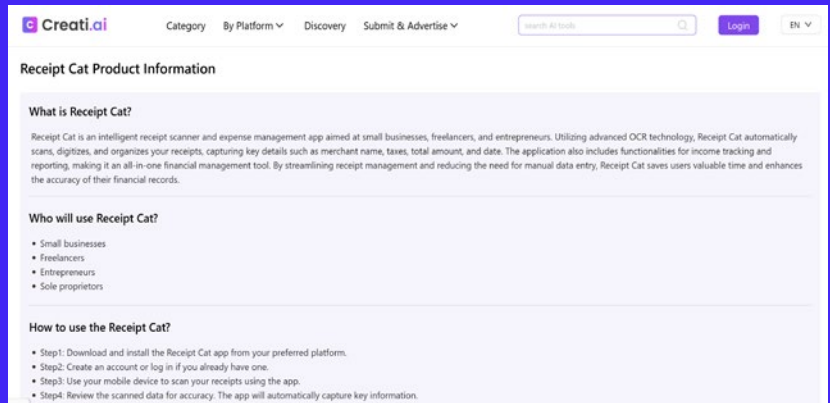 Creati.ai
Category By Platform Discovery Submit & Advertise search AI tools Login EN
Receipt Cat Product Information
What is Receipt Cat?
Receipt Cat is an intelligent receipt scanner and expense management app aimed at small businesses, freelancers, and entrepreneurs. Utilizing advanced OCR technology, Receipt Cat automatically
scans, digitizes, and organizes your receipts, capturing key details such as merchant name, taxes, total amount, and date. The application also includes functionalities for income tracking and
reporting, making it an all-in-one financial management tool. By streamlining receipt management and reducing the need for manual data entry, Receipt Cat saves users valuable time and enhances
the accuracy of their financial records.
Who will use Receipt Cat?
• Small businesses
• Freelancers
• Entrepreneurs
• Sole proprietors
How to use the Receipt Cat?
• Step1: Download and install the Receipt Cat app from your preferred platform.
• Step2: Create an account or log in if you already have one.
• Step3: Use your mobile device to scan your receipts using the app.
• Step4: Review the scanned data for accuracy. The app will automatically capture key information.